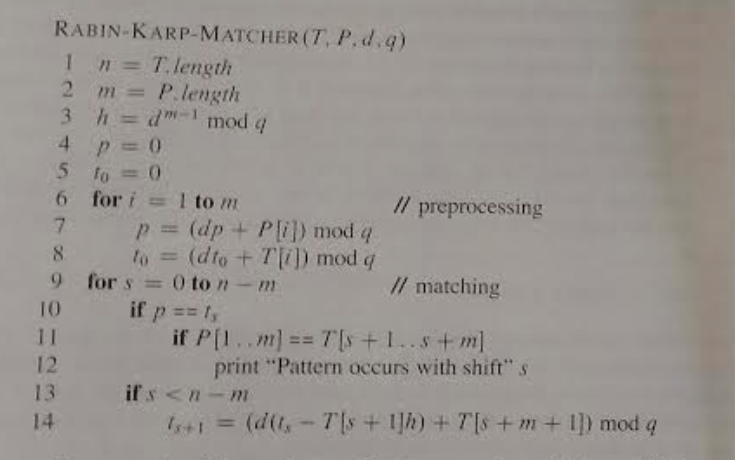 RABIN-KARP-MATCHER(T, P, d, q)
1 n = T.length
2 m = P.length
3 h = d^{m-1} mod q
4 p = 0
5 t₀ = 0
6 for i = 1 to m // preprocessing
7 p = (dp + P[i]) mod q
8 t₀ = (dt₀ + T[i]) mod q
9 for s = 0 to n − m // matching
10 if p == tₛ
11 if P[1..m] == T[s + 1..s + m]
12 print “Pattern occurs with shift” s
13 if s < n − m
14 tₛ₊₁ = (d(tₛ − T[s + 1]h) + T[s + m + 1]) mod q